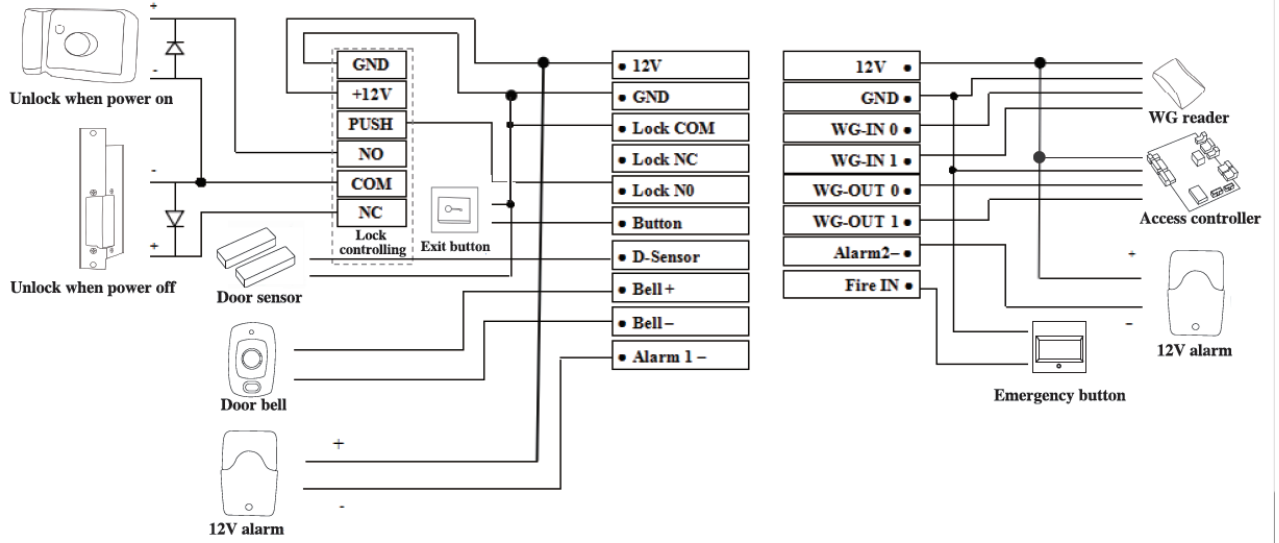 +
-
Unlock when power on
-
+
Unlock when power off
GND
+12V
PUSH
NO
COM
NC
Lock
controlling
Exit button
Door sensor
Door bell
+
-
12V alarm
• 12V
• GND
• Lock COM
• Lock NC
• Lock N0
• Button
• D-Sensor
• Bell+
• Bell–
• Alarm 1 –
12V •
GND •
WG-IN 0 •
WG-IN 1 •
WG-OUT 0 •
WG-OUT 1 •
Alarm2– •
Fire IN •
WG reader
Access controller
+
–
12V alarm
Emergency button